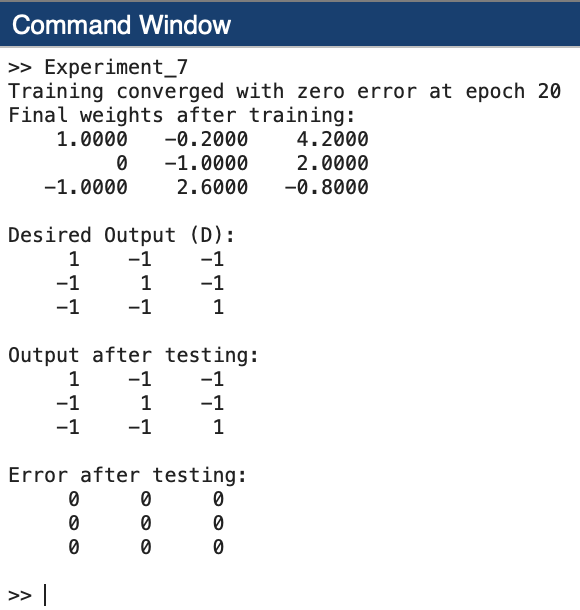 Command Window
>> Experiment_7
Training converged with zero error at epoch 20
Final weights after training:
    1.0000   -0.2000    4.2000
         0   -1.0000    2.0000
   -1.0000    2.6000   -0.8000
Desired Output (D):
     1    -1    -1
    -1     1    -1
    -1    -1     1
Output after testing:
     1    -1    -1
    -1     1    -1
    -1    -1     1
Error after testing:
     0     0     0
     0     0     0
     0     0     0
>>